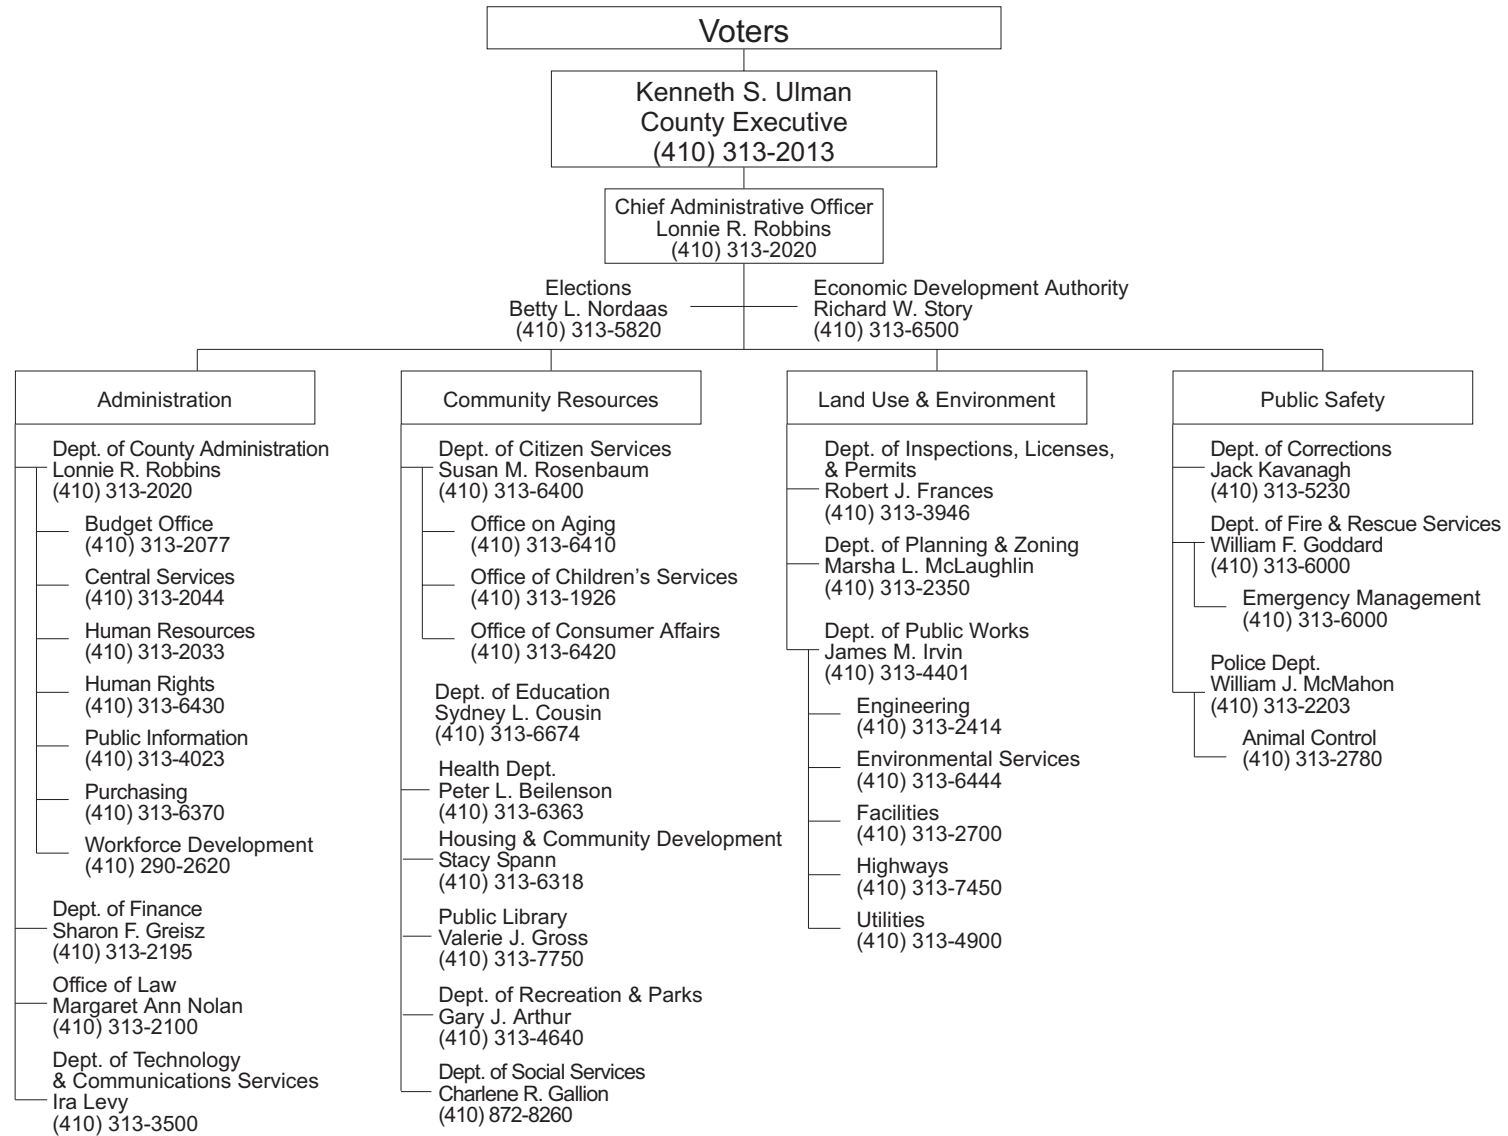 Voters
Kenneth S. Ulman
County Executive
(410) 313-2013
Chief Administrative Officer
Lonnie R. Robbins
(410) 313-2020
Elections
Betty L. Nordaas
(410) 313-5820
Economic Development Authority
Richard W. Story
(410) 313-6500
Administration
Dept. of County Administration
Lonnie R. Robbins
(410) 313-2020
Budget Office
(410) 313-2077
Central Services
(410) 313-2044
Human Resources
(410) 313-2033
Human Rights
(410) 313-6430
Public Information
(410) 313-4023
Purchasing
(410) 313-6370
Workforce Development
(410) 290-2620
Dept. of Finance
Sharon F. Greisz
(410) 313-2195
Office of Law
Margaret Ann Nolan
(410) 313-2100
Dept. of Technology
& Communications Services
Ira Levy
(410) 313-3500
Community Resources
Dept. of Citizen Services
Susan M. Rosenbaum
(410) 313-6400
Office on Aging
(410) 313-6410
Office of Children's Services
(410) 313-1926
Office of Consumer Affairs
(410) 313-6420
Dept. of Education
Sydney L. Cousin
(410) 313-6674
Health Dept.
Peter L. Beilenson
(410) 313-6363
Housing & Community Development
Stacy Spann
(410) 313-6318
Public Library
Valerie J. Gross
(410) 313-7750
Dept. of Recreation & Parks
Gary J. Arthur
(410) 313-4640
Dept. of Social Services
Charlene R. Gallion
(410) 872-8260
Land Use & Environment
Dept. of Inspections, Licenses,
& Permits
Robert J. Frances
(410) 313-3946
Dept. of Planning & Zoning
Marsha L. McLaughlin
(410) 313-2350
Dept. of Public Works
James M. Irvin
(410) 313-4401
Engineering
(410) 313-2414
Environmental Services
(410) 313-6444
Facilities
(410) 313-2700
Highways
(410) 313-7450
Utilities
(410) 313-4900
Public Safety
Dept. of Corrections
Jack Kavanagh
(410) 313-5230
Dept. of Fire & Rescue Services
William F. Goddard
(410) 313-6000
Emergency Management
(410) 313-6000
Police Dept.
William J. McMahon
(410) 313-2203
Animal Control
(410) 313-2780